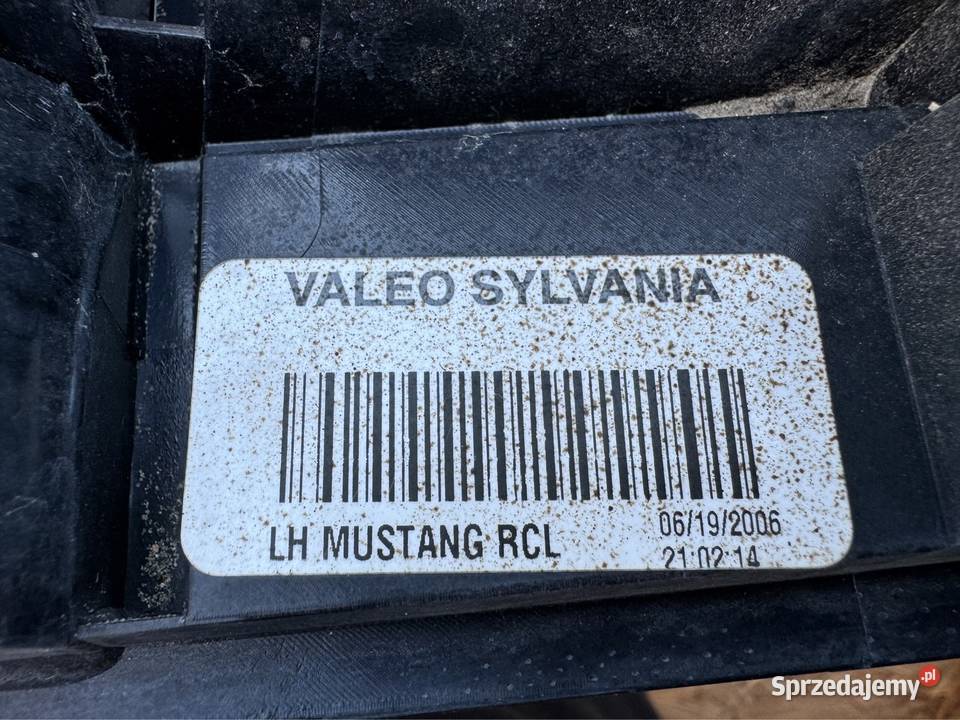 VALEO SYLVANIA
LH MUSTANG RCL
06/19/2006
21:02:14
Sprzedajemy.pl